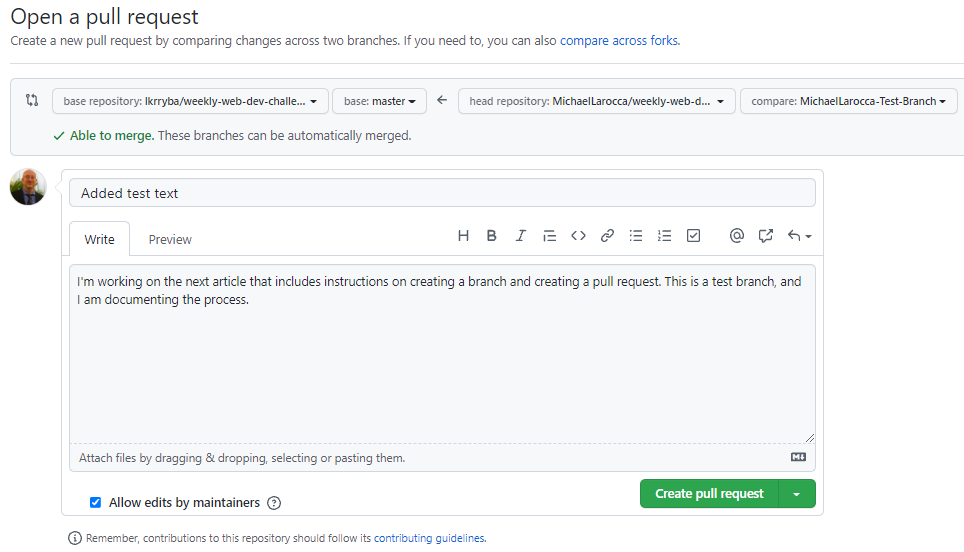 Open a pull request
Create a new pull request by comparing changes across two branches. If you need to, you can also compare across forks.
base repository: lkrryba/weekly-web-dev-challe... base: master head repository: MichaelLarocca/weekly-web-d... compare: MichaelLarocca-Test-Branch
Able to merge. These branches can be automatically merged.
Added test text
Write Preview H B I @
I'm working on the next article that includes instructions on creating a branch and creating a pull request. This is a test branch, and
I am documenting the process.
Attach files by dragging & dropping, selecting or pasting them.
Allow edits by maintainers ? Create pull request
Remember, contributions to this repository should follow its contributing guidelines.